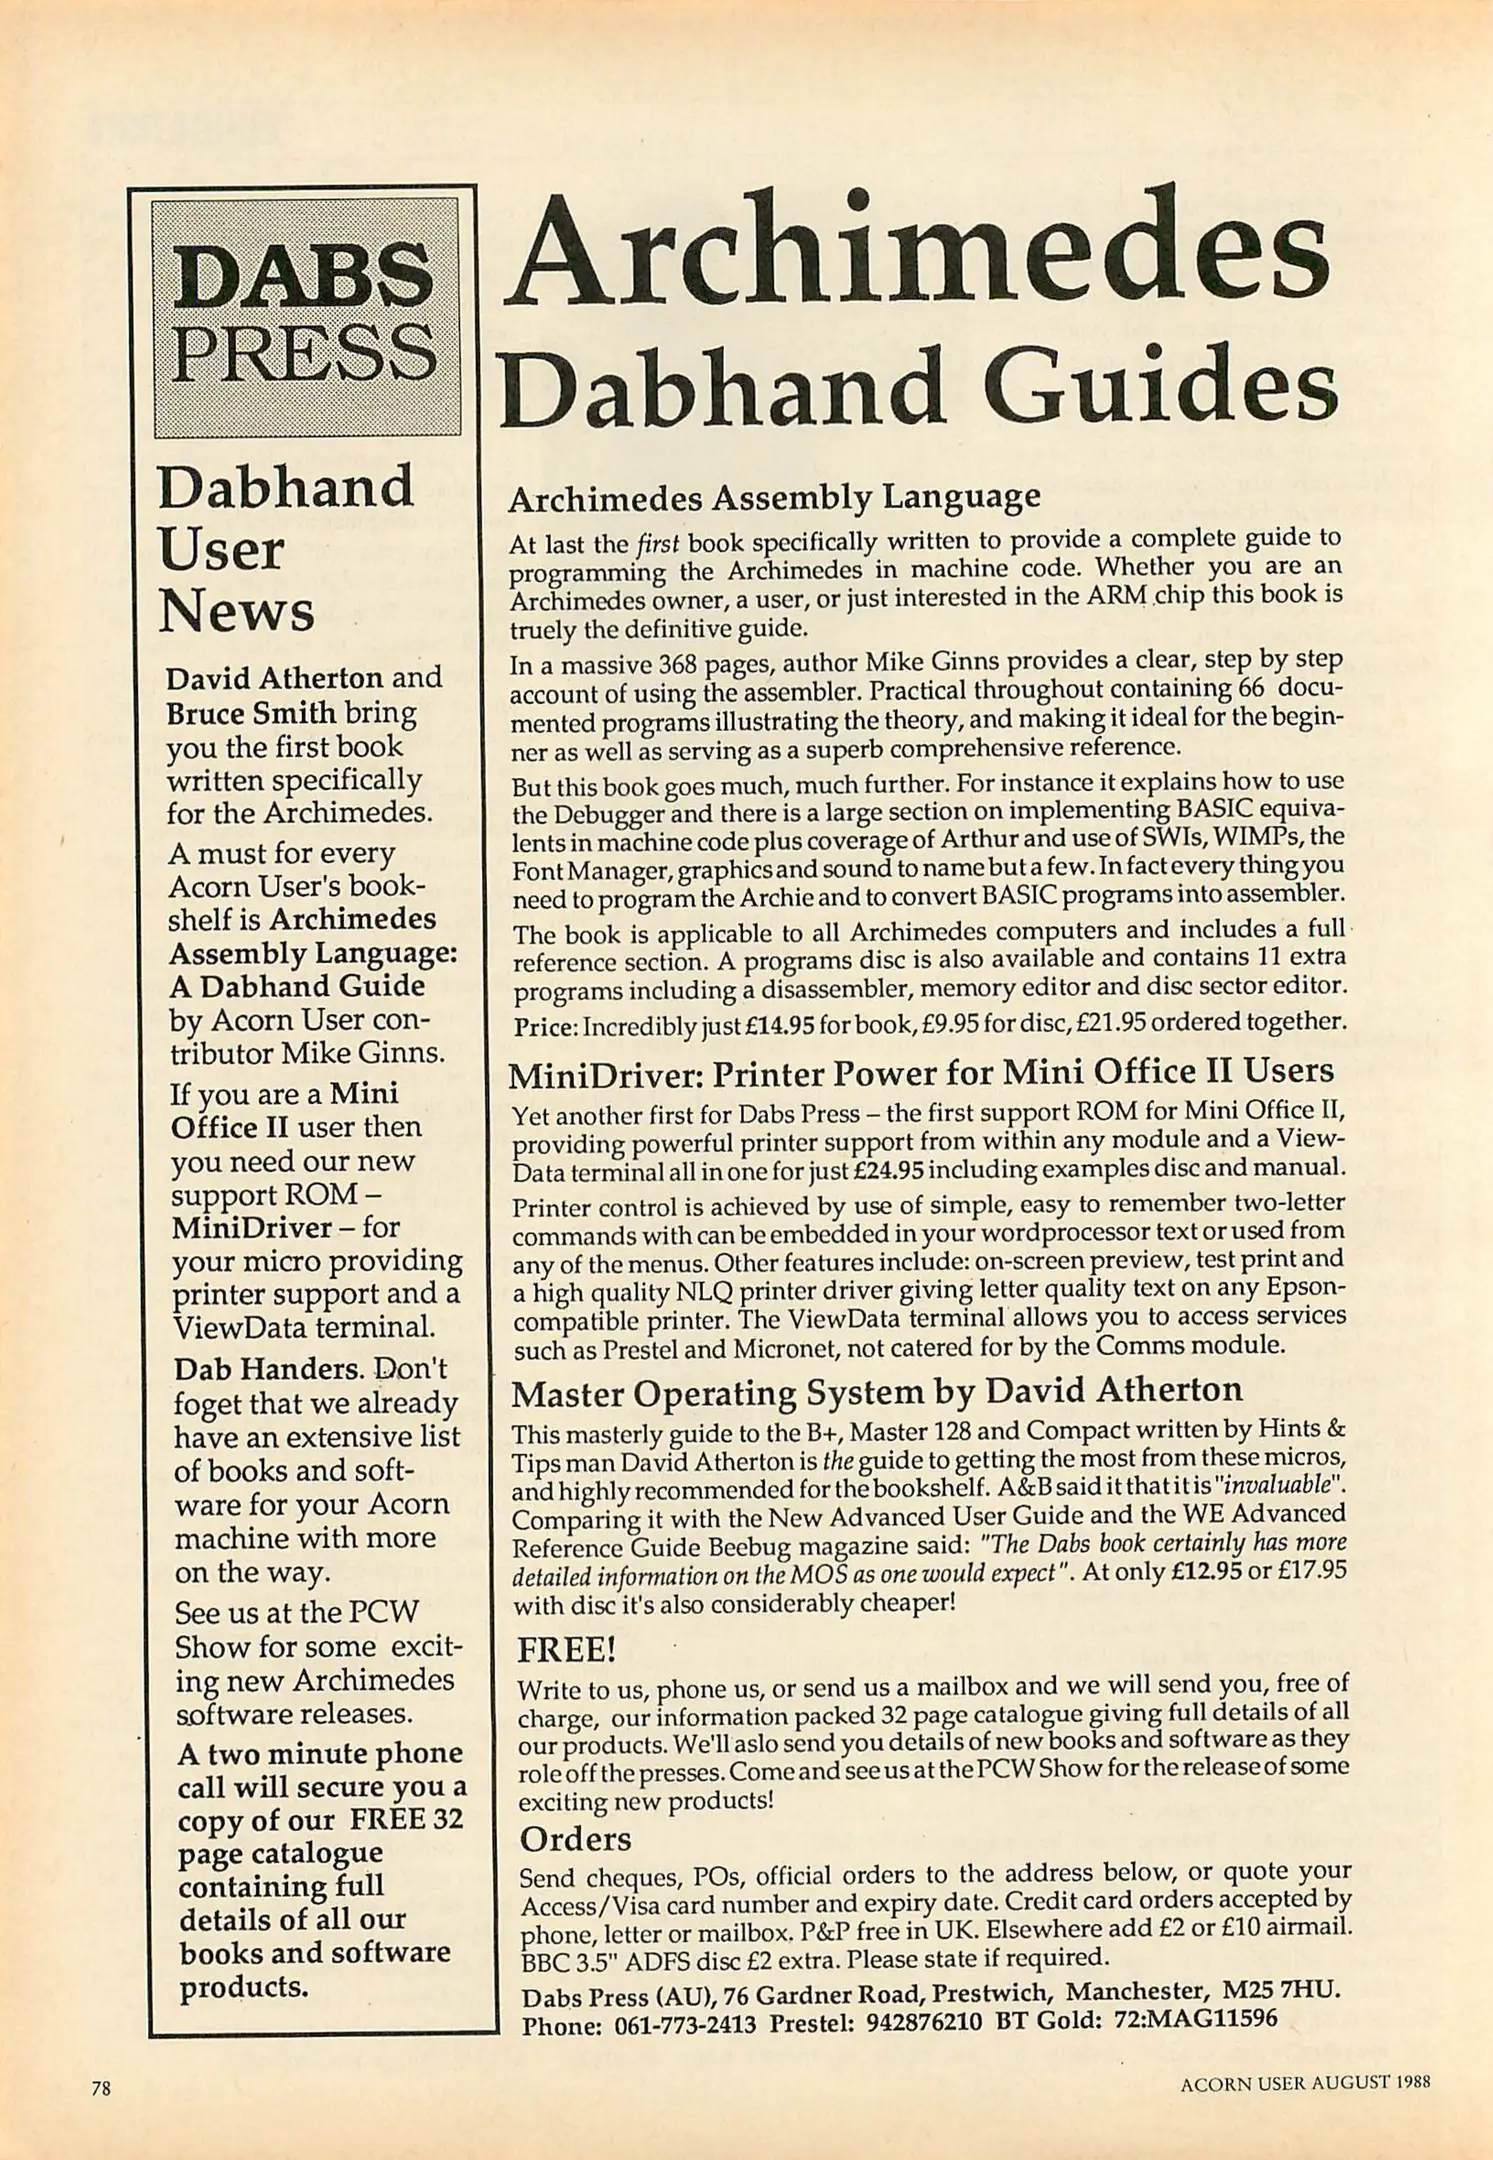 DABS
PRESS
Dabhand
User
News
David Atherton and
Bruce Smith bring
you the first book
written specifically
for the Archimedes.
A must for every
Acorn User's book-
shelf is Archimedes
Assembly Language:
A Dabhand Guide
by Acorn User con-
tributor Mike Ginns.
If you are a Mini
Office II user then
you need our new
support ROM –
MiniDriver – for
your micro providing
printer support and a
ViewData terminal.
Dab Handers. Don't
foget that we already
have an extensive list
of books and soft-
ware for your Acorn
machine with more
on the way.
See us at the PCW
Show for some excit-
ing new Archimedes
software releases.
A two minute phone
call will secure you a
copy of our FREE 32
page catalogue
containing full
details of all our
books and software
products.
Archimedes
Dabhand Guides
Archimedes Assembly Language
At last the first book specifically written to provide a complete guide to
programming the Archimedes in machine code. Whether you are an
Archimedes owner, a user, or just interested in the ARM chip this book is
truely the definitive guide.
In a massive 368 pages, author Mike Ginns provides a clear, step by step
account of using the assembler. Practical throughout containing 66 docu-
mented programs illustrating the theory, and making it ideal for the begin-
ner as well as serving as a superb comprehensive reference.
But this book goes much, much further. For instance it explains how to use
the Debugger and there is a large section on implementing BASIC equiva-
lents in machine code plus coverage of Arthur and use of SWIs, WIMPs, the
Font Manager, graphics and sound to name but a few. In fact every thing you
need to program the Archie and to convert BASIC programs into assembler.
The book is applicable to all Archimedes computers and includes a full
reference section. A programs disc is also available and contains 11 extra
programs including a disassembler, memory editor and disc sector editor.
Price: Incredibly just £14.95 for book, £9.95 for disc, £21.95 ordered together.
MiniDriver: Printer Power for Mini Office II Users
Yet another first for Dabs Press – the first support ROM for Mini Office II,
providing powerful printer support from within any module and a View-
Data terminal all in one for just £24.95 including examples disc and manual.
Printer control is achieved by use of simple, easy to remember two-letter
commands with can be embedded in your wordprocessor text or used from
any of the menus. Other features include: on-screen preview, test print and
a high quality NLQ printer driver giving letter quality text on any Epson-
compatible printer. The ViewData terminal allows you to access services
such as Prestel and Micronet, not catered for by the Comms module.
Master Operating System by David Atherton
This masterly guide to the B+, Master 128 and Compact written by Hints &
Tips man David Atherton is the guide to getting the most from these micros,
and highly recommended for the bookshelf. A&B said it that it is "invaluable".
Comparing it with the New Advanced User Guide and the WE Advanced
Reference Guide Beebug magazine said: "The Dabs book certainly has more
detailed information on the MOS as one would expect". At only £12.95 or £17.95
with disc it's also considerably cheaper!
FREE!
Write to us, phone us, or send us a mailbox and we will send you, free of
charge, our information packed 32 page catalogue giving full details of all
our products. We'll aslo send you details of new books and software as they
role off the presses. Come and see us at the PCW Show for the release of some
exciting new products!
Orders
Send cheques, POs, official orders to the address below, or quote your
Access/Visa card number and expiry date. Credit card orders accepted by
phone, letter or mailbox. P&P free in UK. Elsewhere add £2 or £10 airmail.
BBC 3.5" ADFS disc £2 extra. Please state if required.
Dabs Press (AU), 76 Gardner Road, Prestwich, Manchester, M25 7HU.
Phone: 061-773-2413 Prestel: 942876210 BT Gold: 72:MAG11596
78
ACORN USER AUGUST 1988